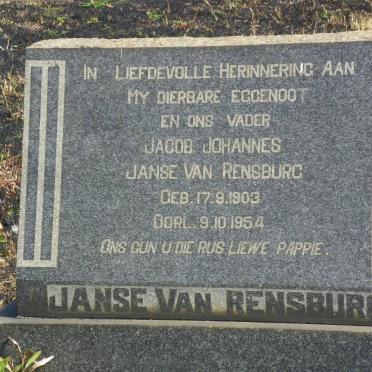 IN LIEFDEVOLLE HERINNERING AAN
MY DIERBARE EGGENOOT
EN ONS VADER
JACOB JOHANNES
JANSE VAN RENSBURG
GEB. 17.9.1903
OORL. 9.10.1954
ONS GUN U DIE RUS LIEWE PAPPIE.
JANSE VAN RENSBURG